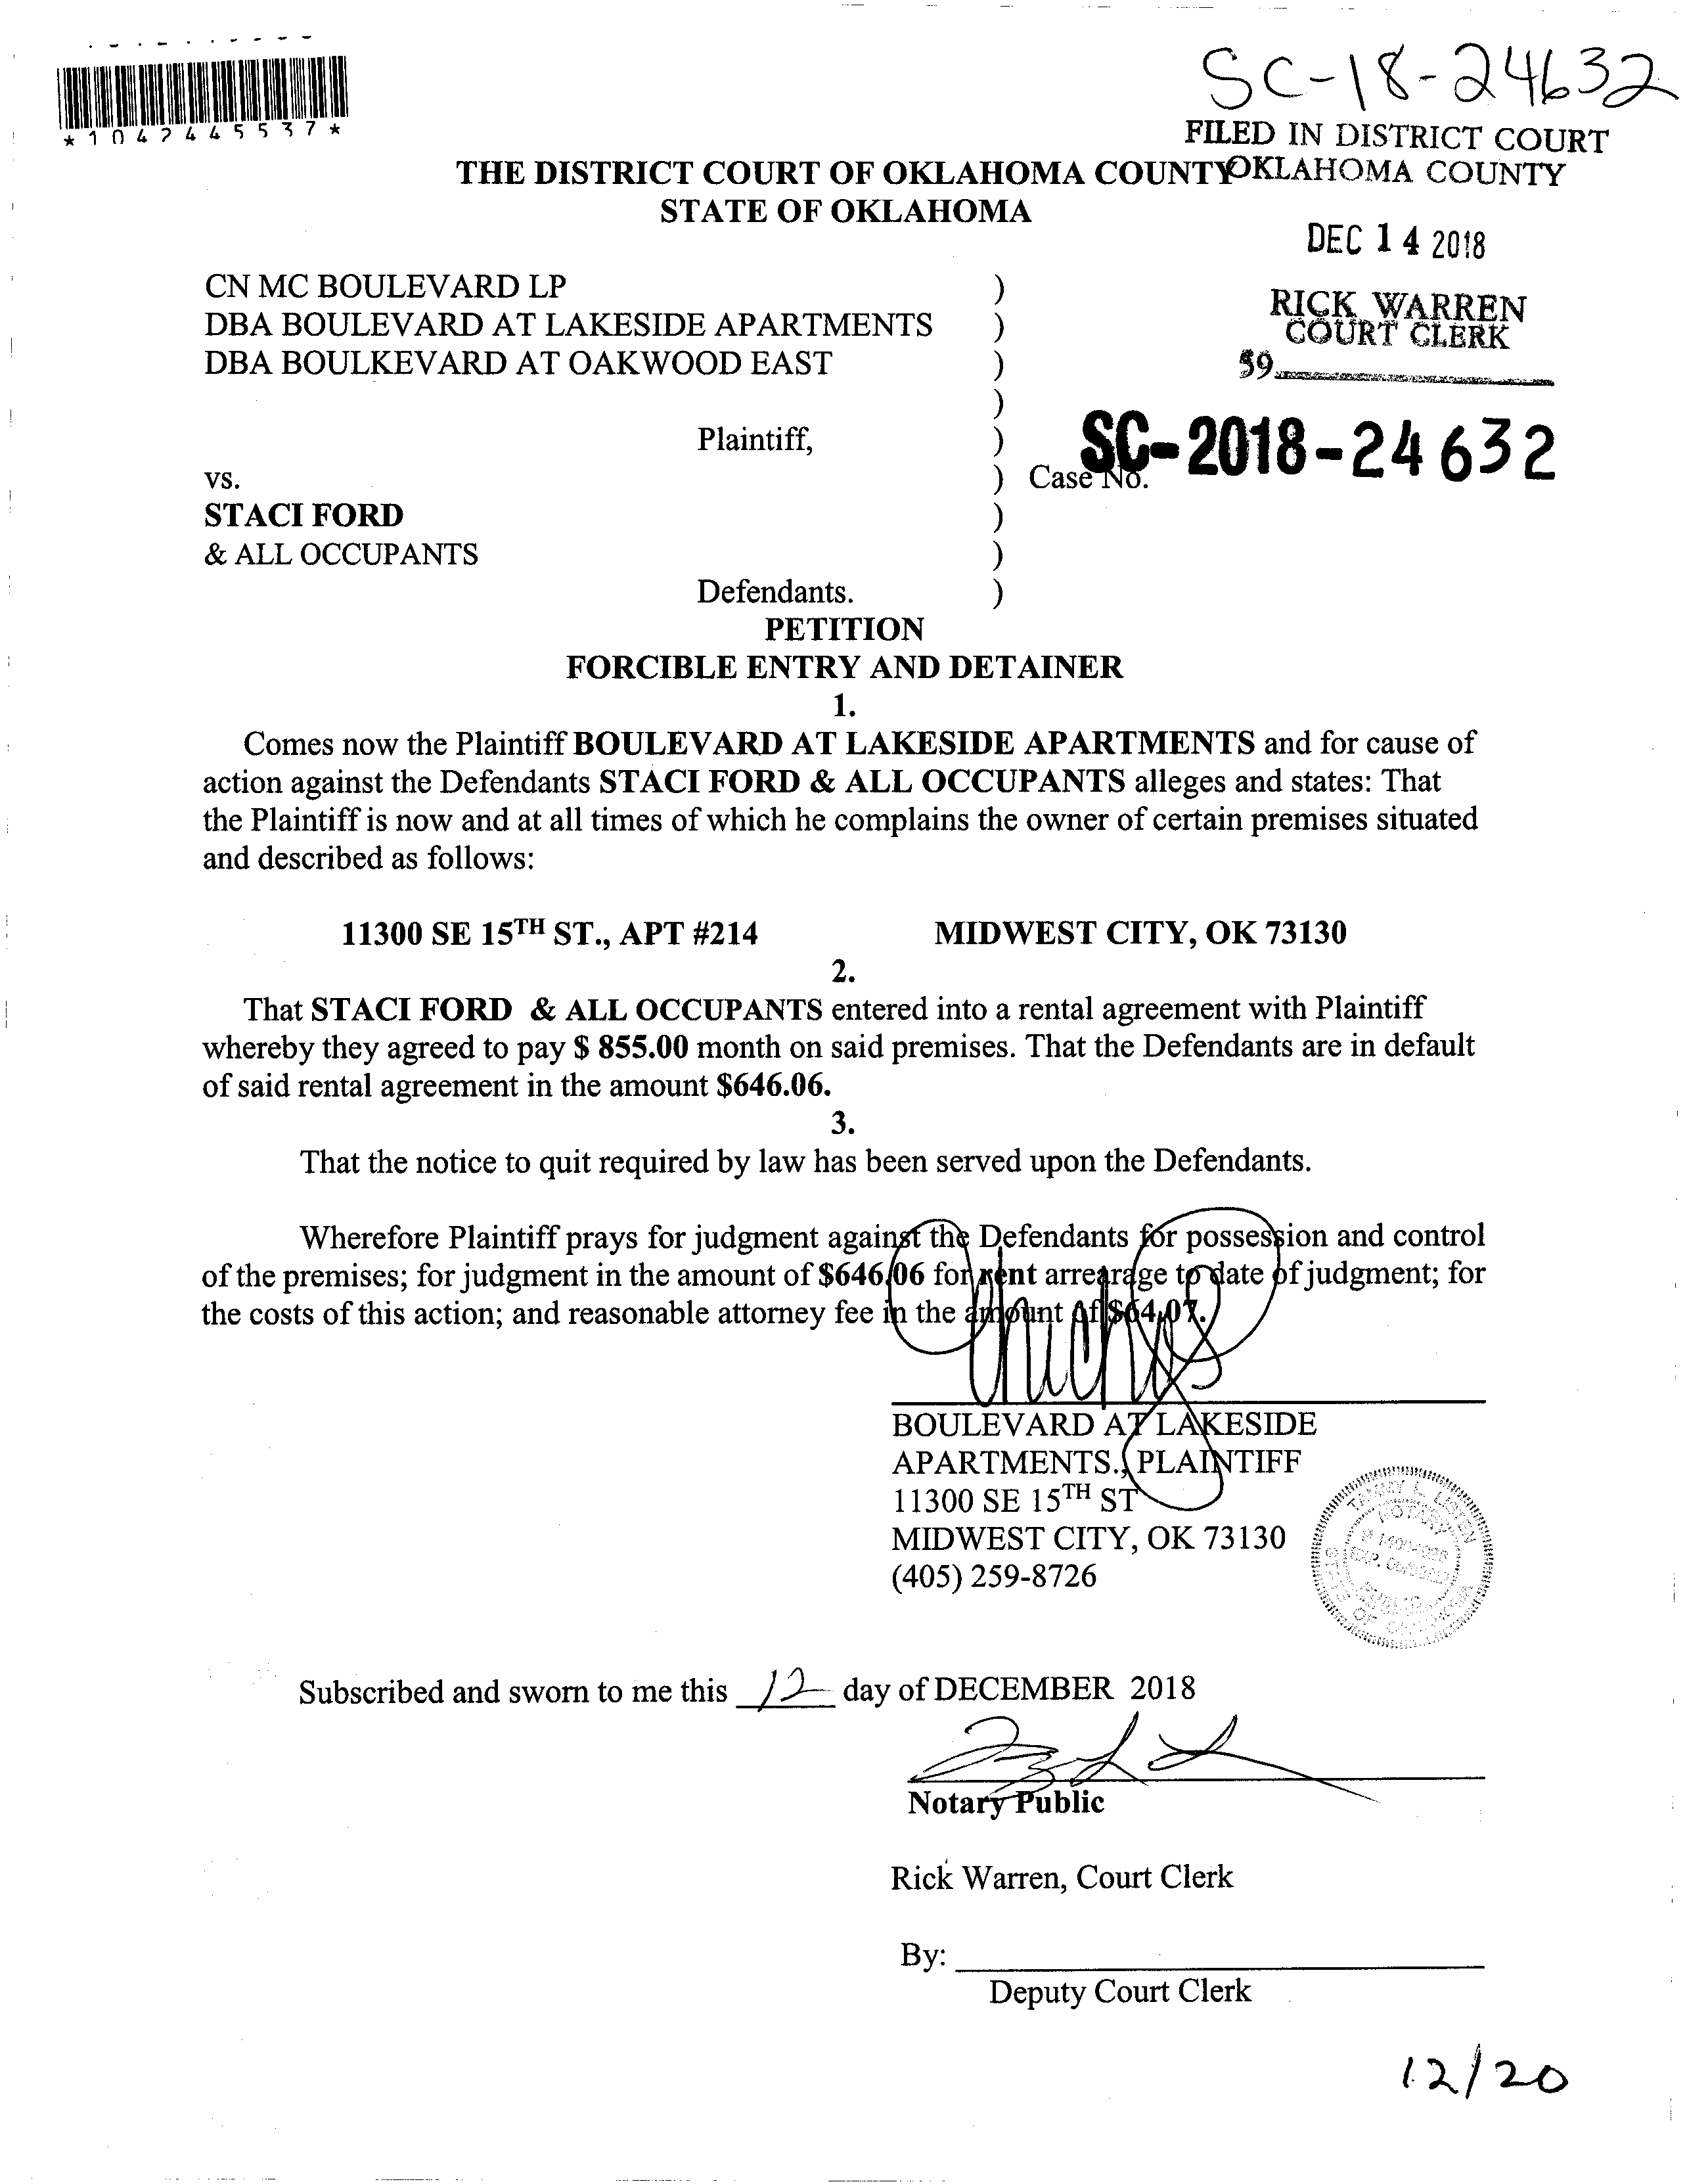 SC-18-24632
*1042445537*
FILED IN DISTRICT COURT
OKLAHOMA COUNTY
THE DISTRICT COURT OF OKLAHOMA COUNTY
STATE OF OKLAHOMA
DEC 14 2018
RICK WARREN
COURT CLERK
39
CN MC BOULEVARD LP )
DBA BOULEVARD AT LAKESIDE APARTMENTS )
DBA BOULKEVARD AT OAKWOOD EAST )
)
Plaintiff, )
vs. ) Case No. SC-2018-24632
STACI FORD )
& ALL OCCUPANTS )
Defendants. )
PETITION
FORCIBLE ENTRY AND DETAINER
1.
Comes now the Plaintiff BOULEVARD AT LAKESIDE APARTMENTS and for cause of
action against the Defendants STACI FORD & ALL OCCUPANTS alleges and states: That
the Plaintiff is now and at all times of which he complains the owner of certain premises situated
and described as follows:
11300 SE 15TH ST., APT #214 MIDWEST CITY, OK 73130
2.
That STACI FORD & ALL OCCUPANTS entered into a rental agreement with Plaintiff
whereby they agreed to pay $ 855.00 month on said premises. That the Defendants are in default
of said rental agreement in the amount $646.06.
3.
That the notice to quit required by law has been served upon the Defendants.
Wherefore Plaintiff prays for judgment against the Defendants for possession and control
of the premises; for judgment in the amount of $646.06 for rent arrearage to date of judgment; for
the costs of this action; and reasonable attorney fee in the amount of $64.07.
BOULEVARD AT LAKESIDE
APARTMENTS., PLAINTIFF
11300 SE 15TH ST
MIDWEST CITY, OK 73130
(405) 259-8726
TAMMY L. LISTEN
NOTARY
PUBLIC
STATE OF OKLAHOMA
Subscribed and sworn to me this 12 day of DECEMBER 2018
Notary Public
Rick Warren, Court Clerk
By:
Deputy Court Clerk
12/20